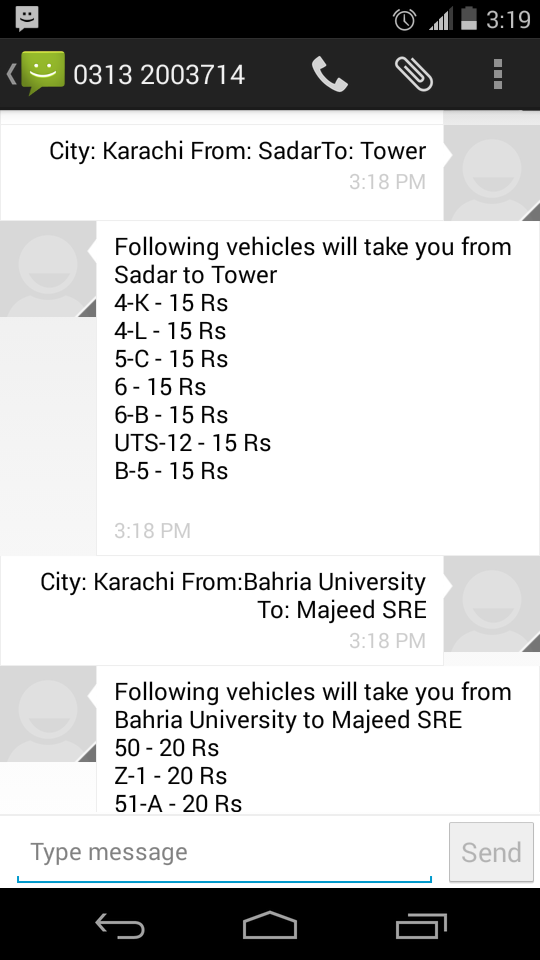 3:19
0313 2003714
City: Karachi From: SadarTo: Tower
3:18 PM
Following vehicles will take you from
Sadar to Tower
4-K - 15 Rs
4-L - 15 Rs
5-C - 15 Rs
6 - 15 Rs
6-B - 15 Rs
UTS-12 - 15 Rs
B-5 - 15 Rs
3:18 PM
City: Karachi From:Bahria University
To: Majeed SRE
3:18 PM
Following vehicles will take you from
Bahria University to Majeed SRE
50 - 20 Rs
Z-1 - 20 Rs
51-A - 20 Rs
Type message
Send